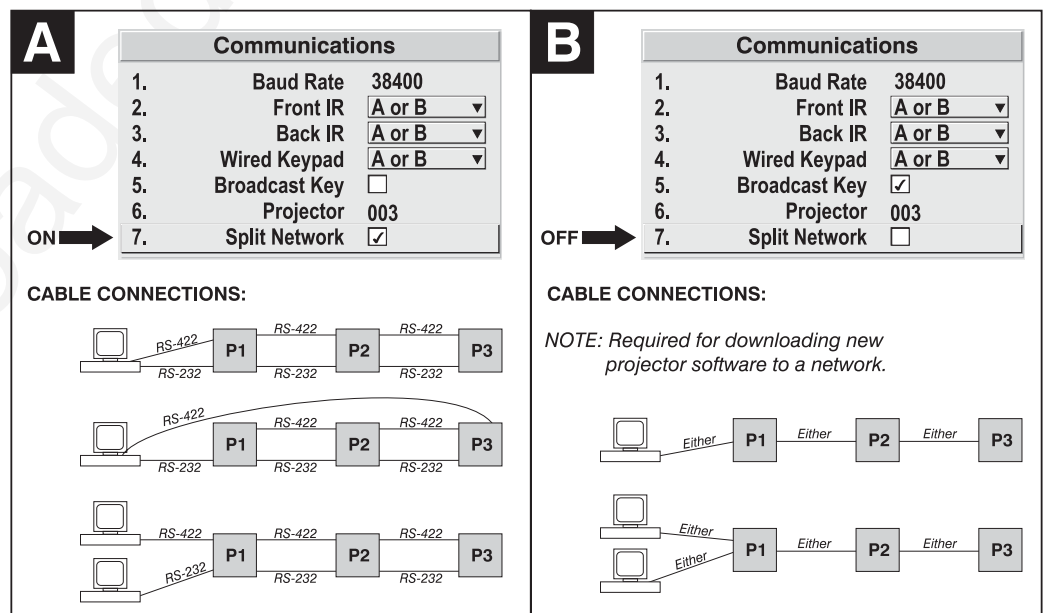 A
Communications
1. Baud Rate 38400
2. Front IR A or B
3. Back IR A or B
4. Wired Keypad A or B
5. Broadcast Key
6. Projector 003
ON 7. Split Network ✓
CABLE CONNECTIONS:
RS-422 RS-422 RS-422
P1 P2 P3
RS-232 RS-232 RS-232
RS-422 RS-422 RS-422
P1 P2 P3
RS-232 RS-232 RS-232
RS-422 RS-422 RS-422
P1 P2 P3
RS-232 RS-232 RS-232
B
Communications
1. Baud Rate 38400
2. Front IR A or B
3. Back IR A or B
4. Wired Keypad A or B
5. Broadcast Key ✓
6. Projector 003
OFF 7. Split Network
CABLE CONNECTIONS:
NOTE: Required for downloading new
projector software to a network.
Either P1 Either P2 Either P3
Either
P1 Either P2 Either P3
Either